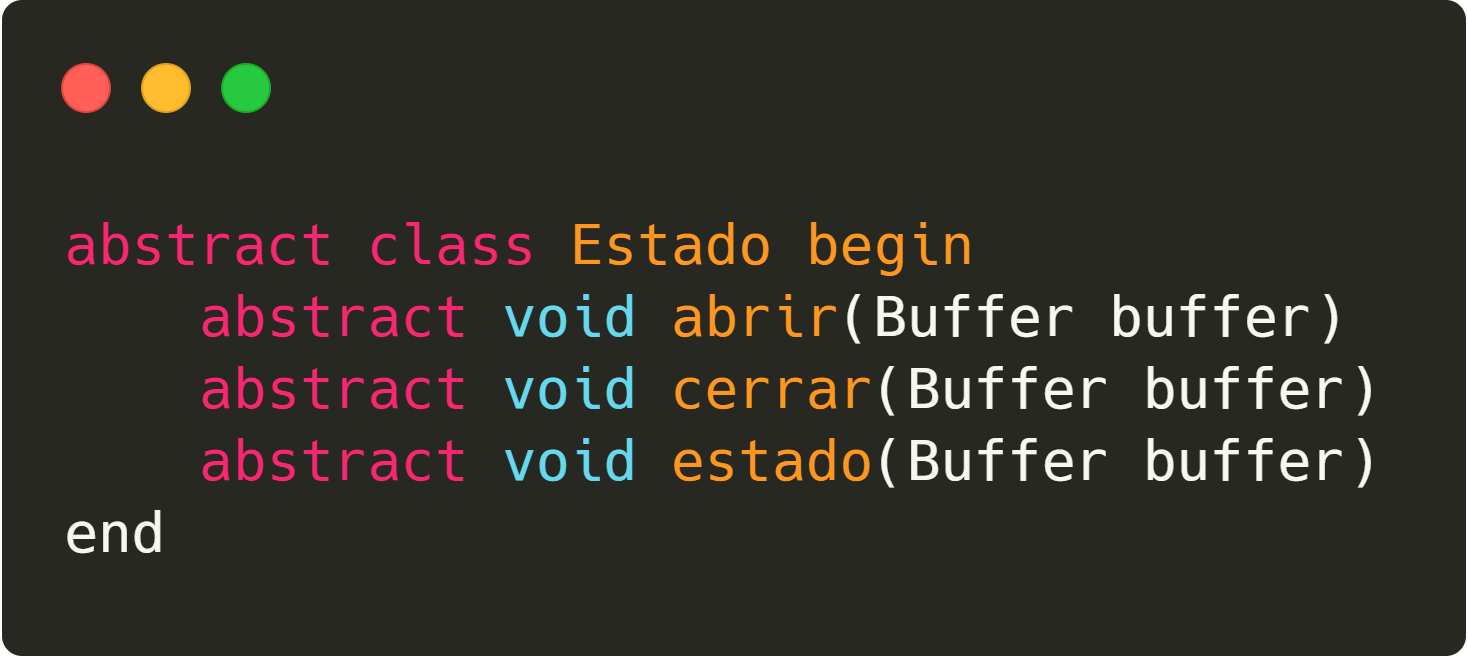 abstract class Estado begin
    abstract void abrir(Buffer buffer)
    abstract void cerrar(Buffer buffer)
    abstract void estado(Buffer buffer)
end